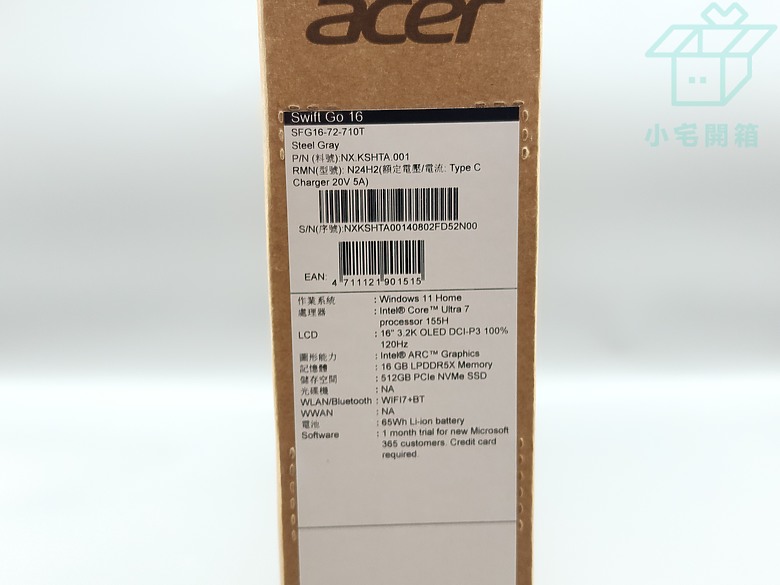 acer
小宅開箱
Swift Go 16
SFG16-72-710T
Steel Gray
P/N (料號):NX.KSHTA.001
RMN(型號): N24H2(額定電壓/電流: Type C
Charger 20V 5A)
S/N(序號):NXKSHTA00140802FD52N00
EAN: 4 711121 901515
作業系統 : Windows 11 Home
處理器 : Intel® Core™ Ultra 7
processor 155H
LCD : 16" 3.2K OLED DCI-P3 100%
120Hz
圖形能力 : Intel® ARC™ Graphics
記憶體 : 16 GB LPDDR5X Memory
儲存空間 : 512GB PCIe NVMe SSD
光碟機 : NA
WLAN/Bluetooth : WIFI7+BT
WWAN : NA
電池 : 65Wh Li-ion battery
Software : 1 month trial for new Microsoft
365 customers. Credit card
required.